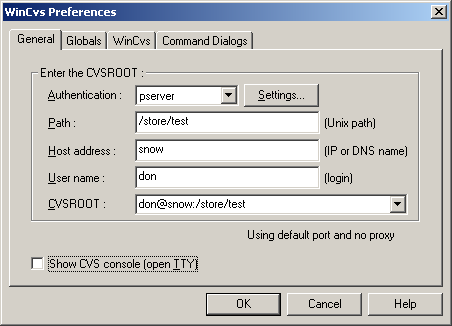 WinCvs Preferences
General Globals WinCvs Command Dialogs
Enter the CVSROOT :
Authentication : pserver Settings...
Path : /store/test (Unix path)
Host address : snow (IP or DNS name)
User name : don (login)
CVSROOT : don@snow:/store/test
Using default port and no proxy
Show CVS console (open TTY)
OK Cancel Help